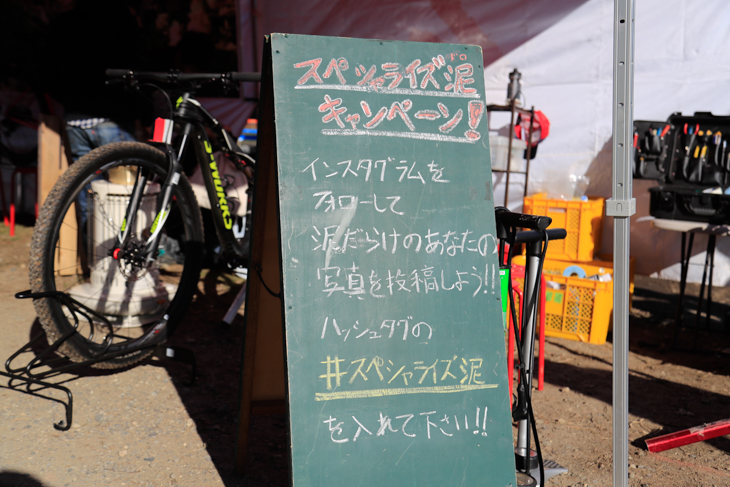 スペシャライズド泥
キャンペーン!
インスタグラムを
フォローして
泥だらけのあなたの
写真を投稿しよう!!
ハッシュタグの
#スペシャライズ泥
を入れて下さい!!
S-WORKS